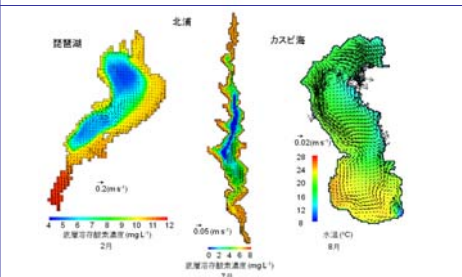 琵琶湖
0.2(m s⁻¹)
4 5 6 7 8 9 10 11 12
底層溶存酸素濃度 (mg L⁻¹)
2月
北浦
0.05(m s⁻¹)
0 2 4 6 8
底層溶存酸素濃度 (mg L⁻¹)
7月
カスピ海
0.02(m s⁻¹)
28
24
20
16
12
8
水温 (°C)
8月